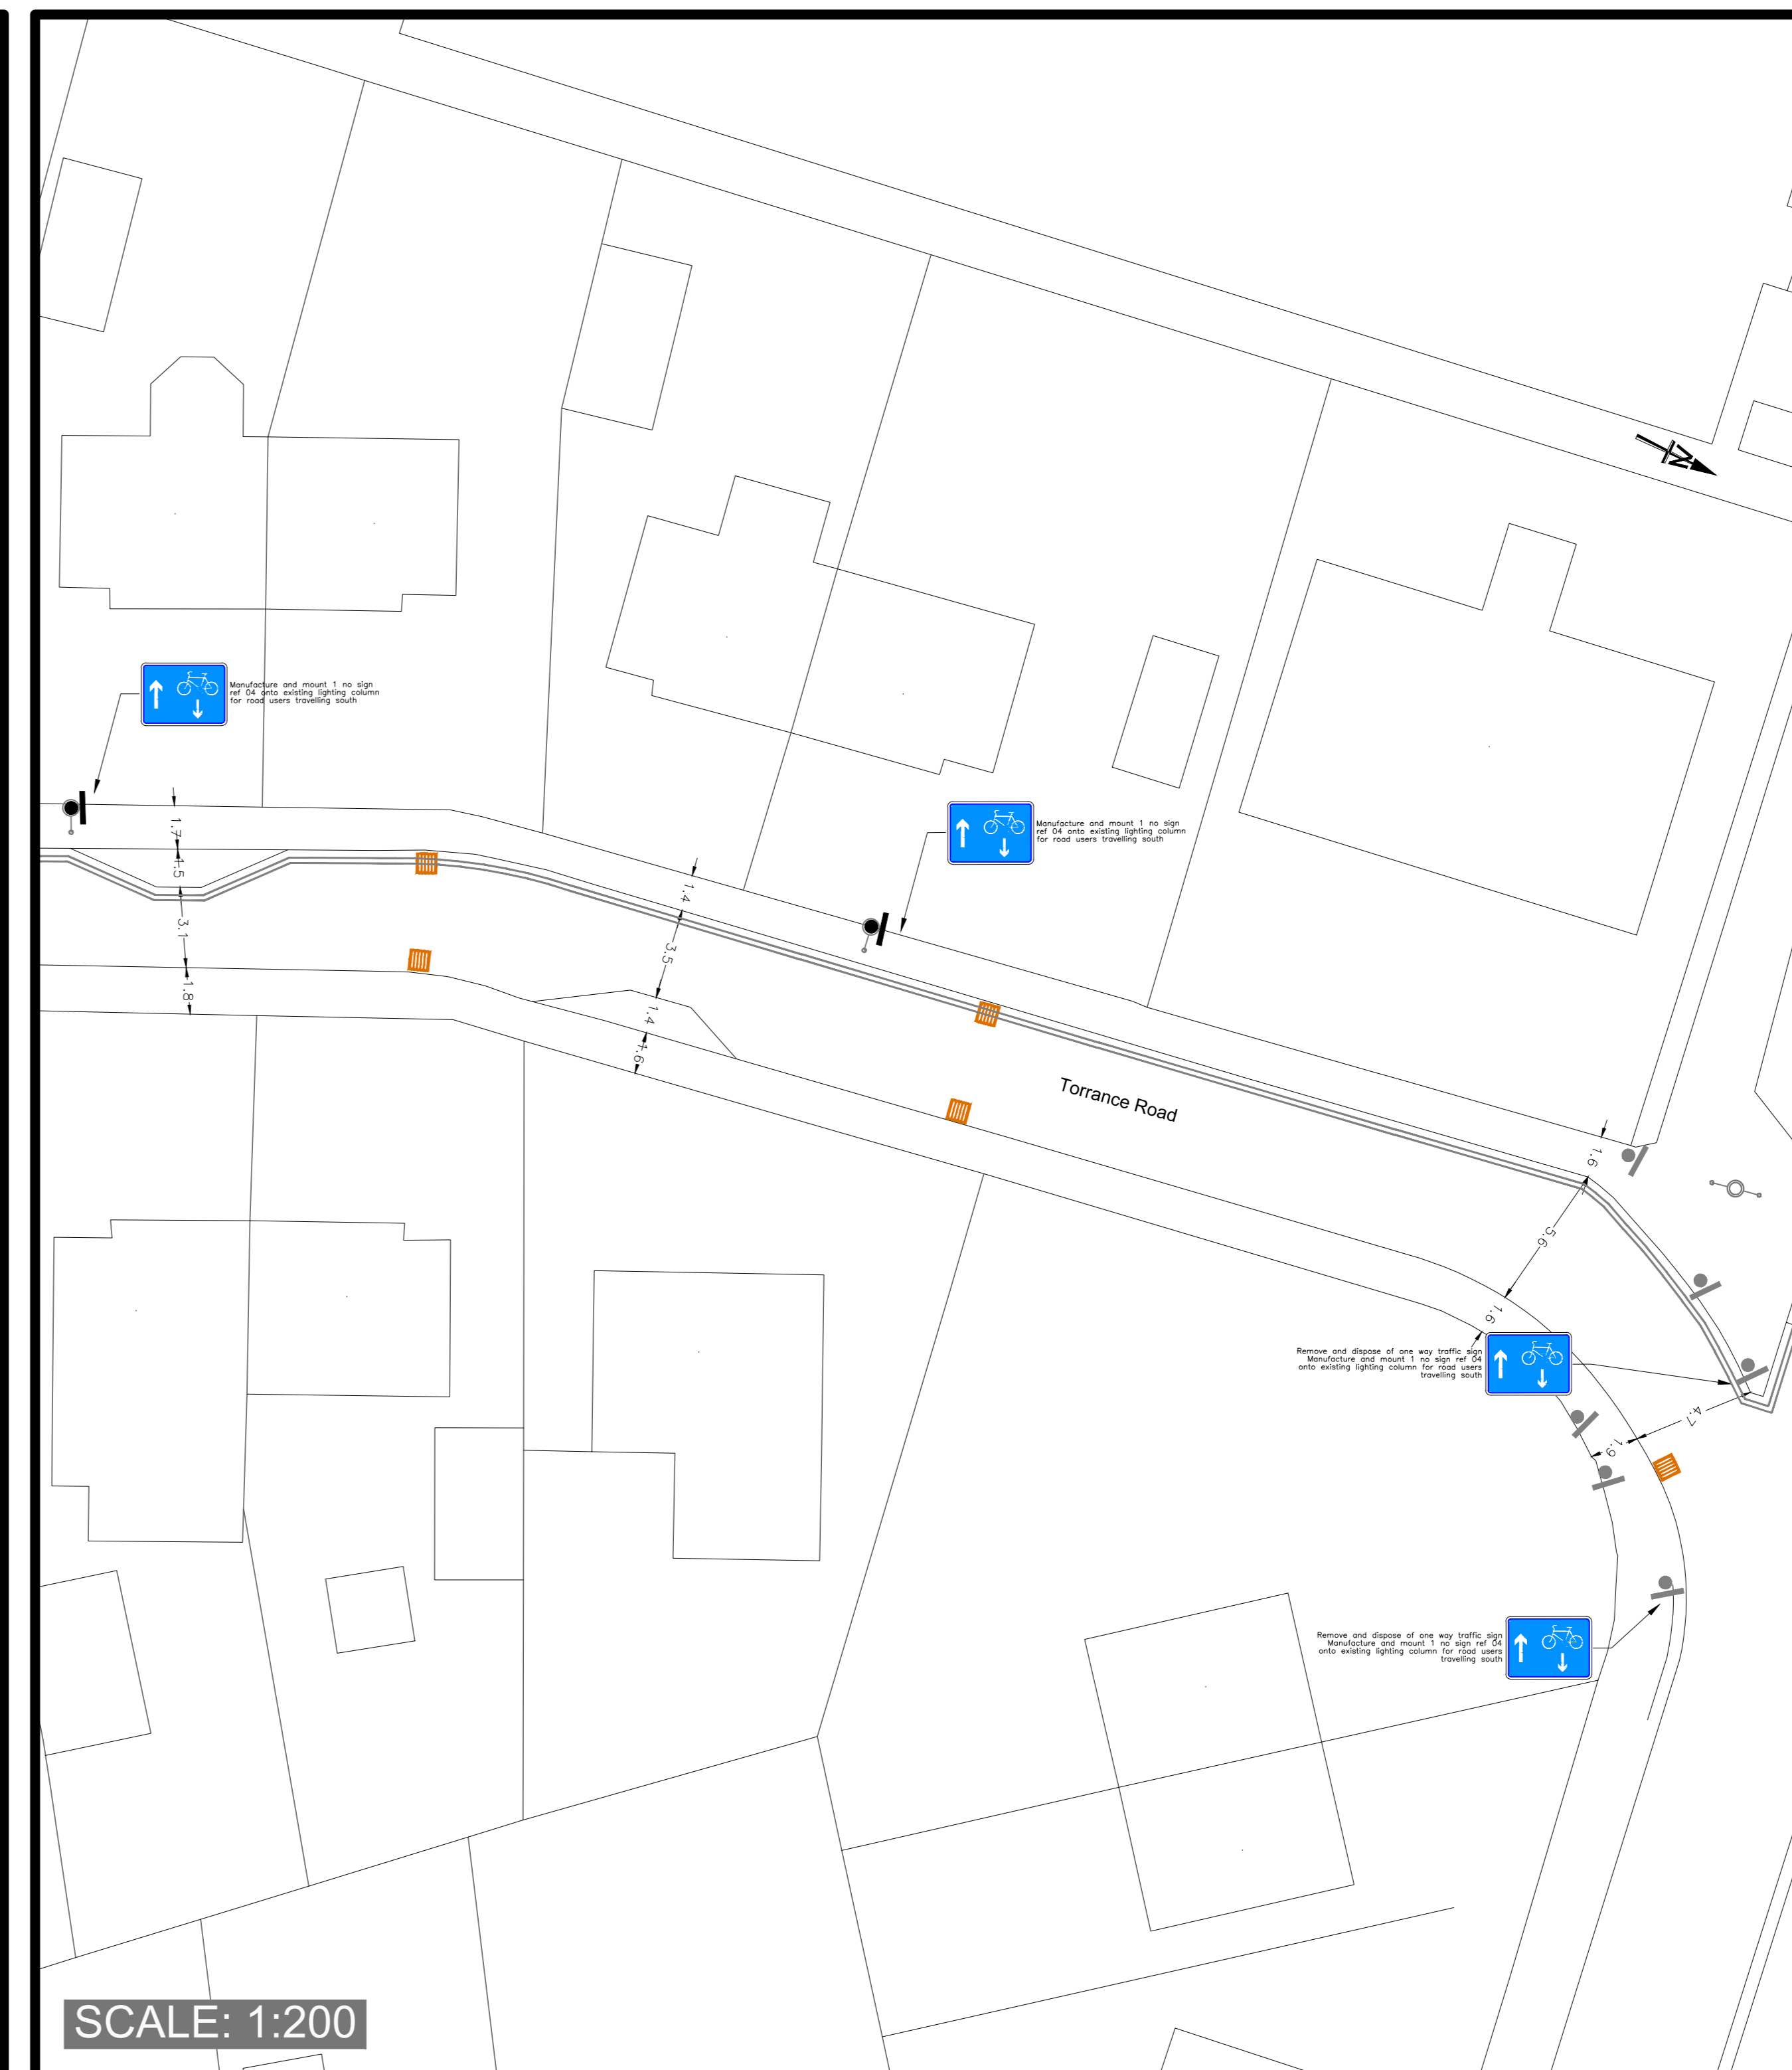 N
Manufacture and mount 1 no sign
ref 04 onto existing lighting column
for road users travelling south
1.7
1.5
3.1
1.8
Manufacture and mount 1 no sign
ref 04 onto existing lighting column
for road users travelling south
1.4
3.5
1.4
1.6
Torrance Road
1.6
5.6
1.6
Remove and dispose of one way traffic sign
Manufacture and mount 1 no sign ref 04
onto existing lighting column for road users
travelling south
4.7
1.9
Remove and dispose of one way traffic sign
Manufacture and mount 1 no sign ref 04
onto existing lighting column for road users
travelling south
SCALE: 1:200